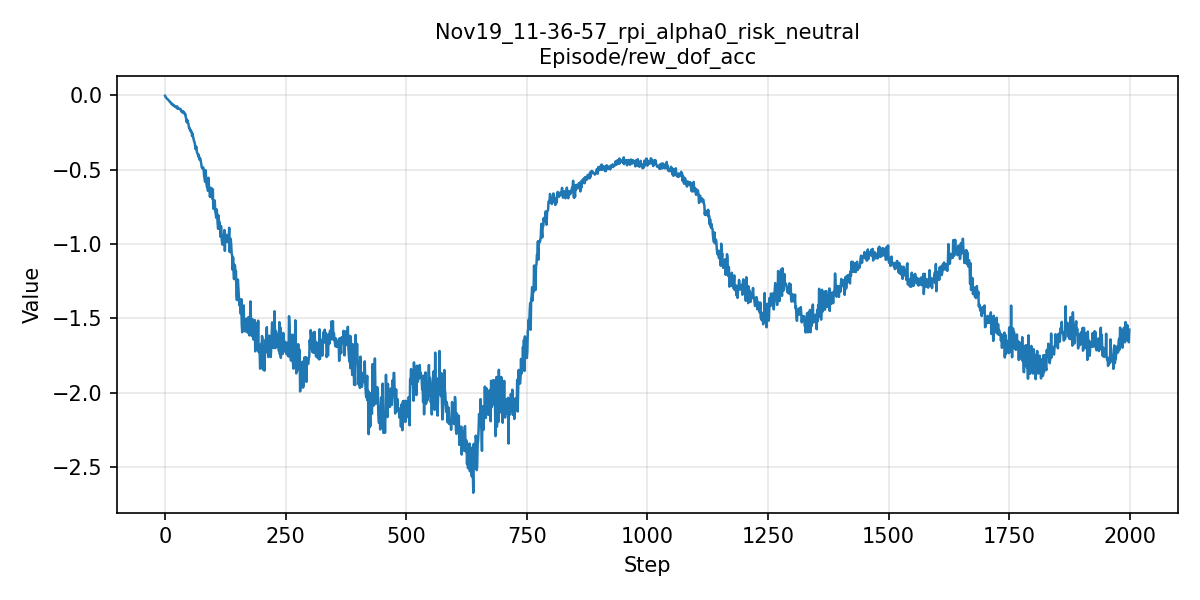 Nov19_11-36-57_rpi_alpha0_risk_neutral
Episode/rew_dof_acc
0.0
−0.5
−1.0
−1.5
−2.0
−2.5
Value
0 250 500 750 1000 1250 1500 1750 2000
Step